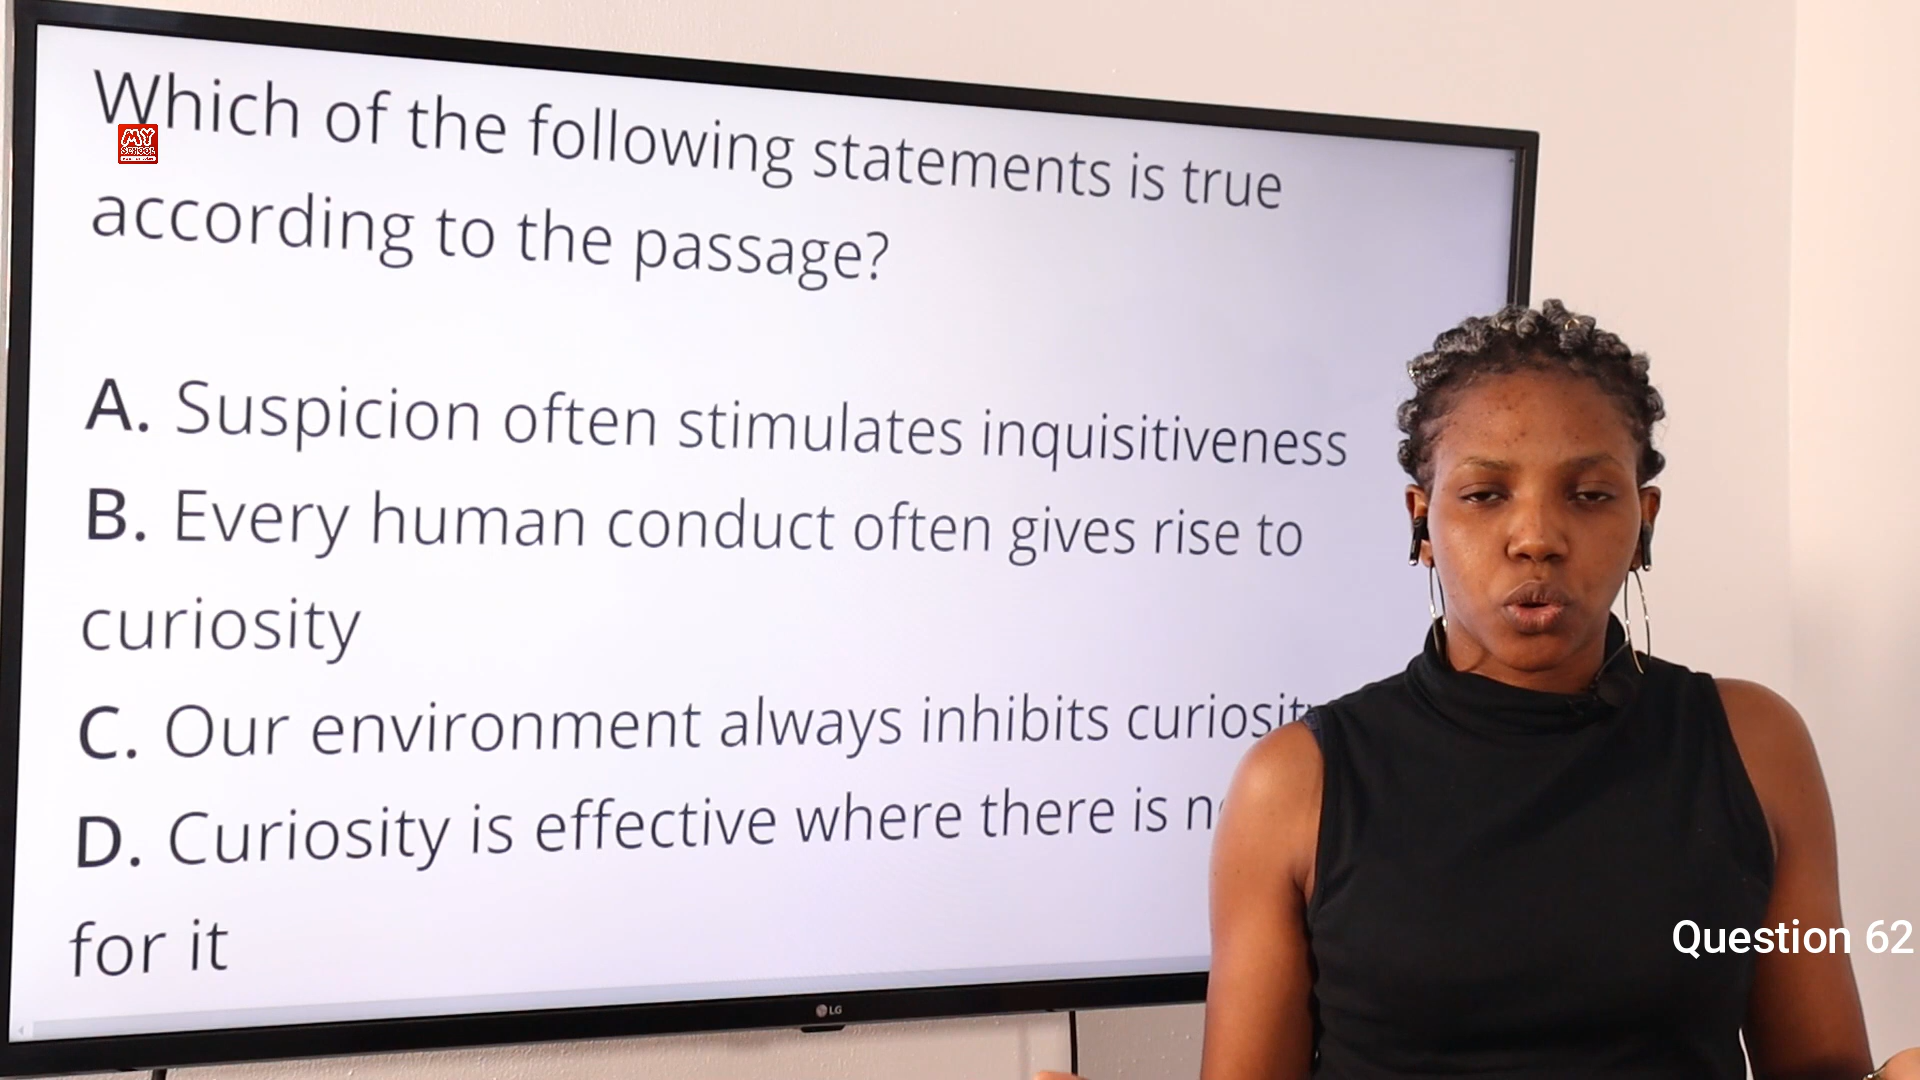 Which of the following statements is true
MY
SCHOOL
according to the passage?
A. Suspicion often stimulates inquisitiveness
B. Every human conduct often gives rise to
curiosity
C. Our environment always inhibits
D. Curiosity is effective where there is
for it
Question 62
LG